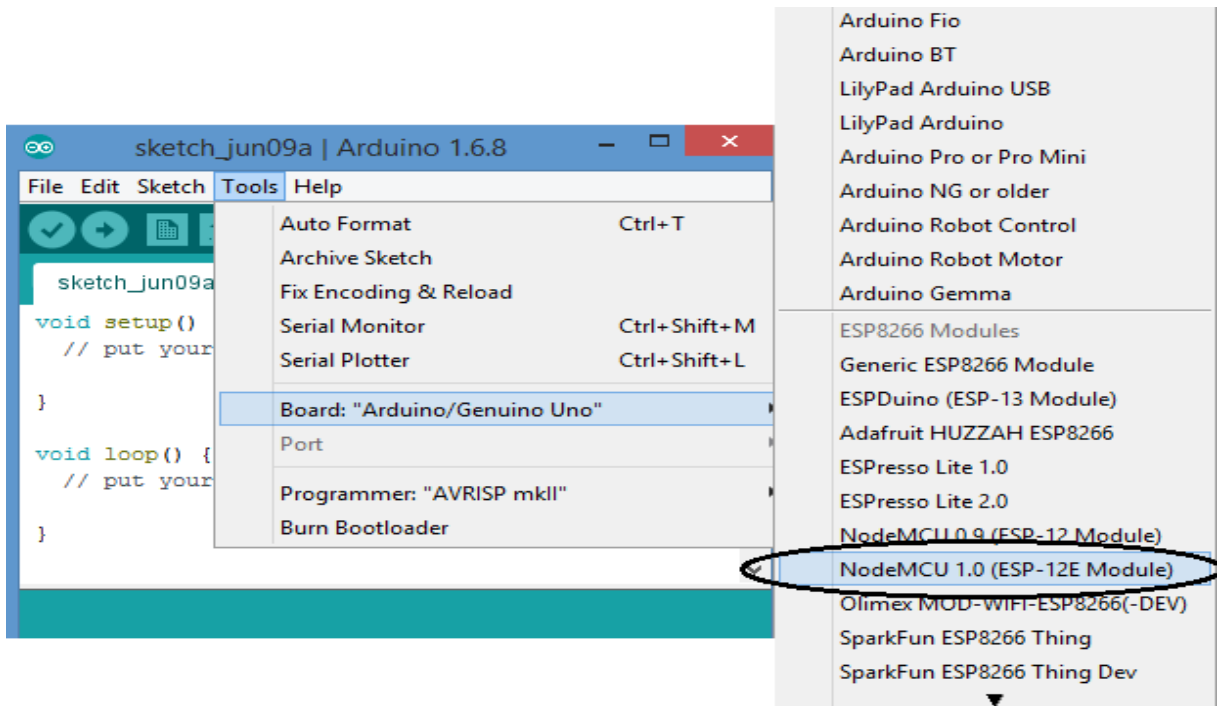 sketch_jun09a | Arduino 1.6.8
File Edit Sketch Tools Help
sketch_jun09a
void setup()
// put your
}
void loop() {
// put your
}
Auto Format Ctrl+T
Archive Sketch
Fix Encoding & Reload
Serial Monitor Ctrl+Shift+M
Serial Plotter Ctrl+Shift+L
Board: "Arduino/Genuino Uno"
Port
Programmer: "AVRISP mkII"
Burn Bootloader
Arduino Fio
Arduino BT
LilyPad Arduino USB
LilyPad Arduino
Arduino Pro or Pro Mini
Arduino NG or older
Arduino Robot Control
Arduino Robot Motor
Arduino Gemma
ESP8266 Modules
Generic ESP8266 Module
ESPDuino (ESP-13 Module)
Adafruit HUZZAH ESP8266
ESPresso Lite 1.0
ESPresso Lite 2.0
NodeMCU 0.9 (ESP-12 Module)
NodeMCU 1.0 (ESP-12E Module)
Olimex MOD-WIFI-ESP8266(-DEV)
SparkFun ESP8266 Thing
SparkFun ESP8266 Thing Dev